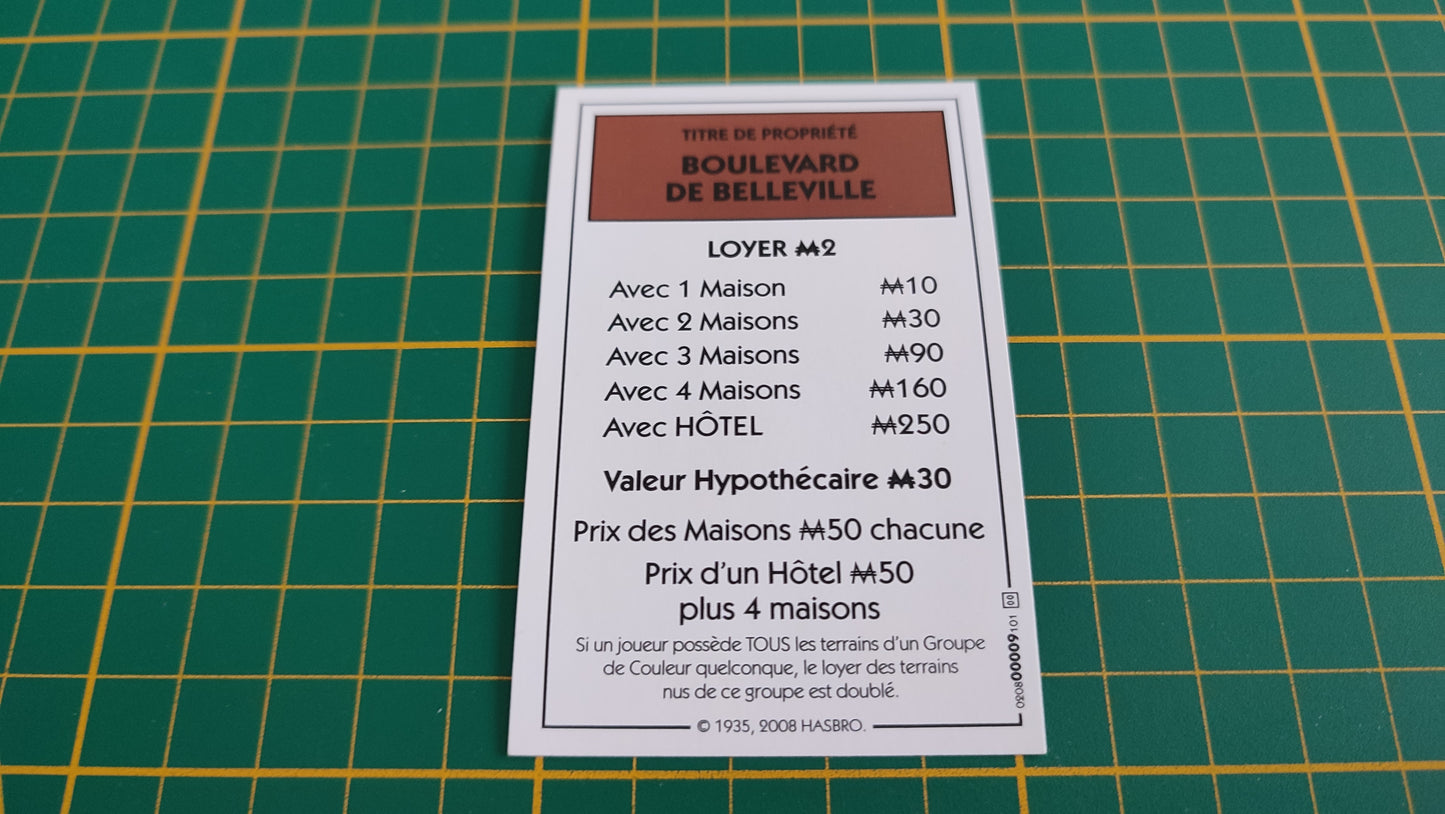 TITRE DE PROPRIÉTÉ
BOULEVARD
DE BELLEVILLE
LOYER ₩2
Avec 1 Maison ₩10
Avec 2 Maisons ₩30
Avec 3 Maisons ₩90
Avec 4 Maisons ₩160
Avec HÔTEL ₩250
Valeur Hypothécaire ₩30
Prix des Maisons ₩50 chacune
Prix d'un Hôtel ₩50
plus 4 maisons
Si un joueur possède TOUS les terrains d'un Groupe
de Couleur quelconque, le loyer des terrains
nus de ce groupe est doublé.
© 1935, 2008 HASBRO.
020800009101 00